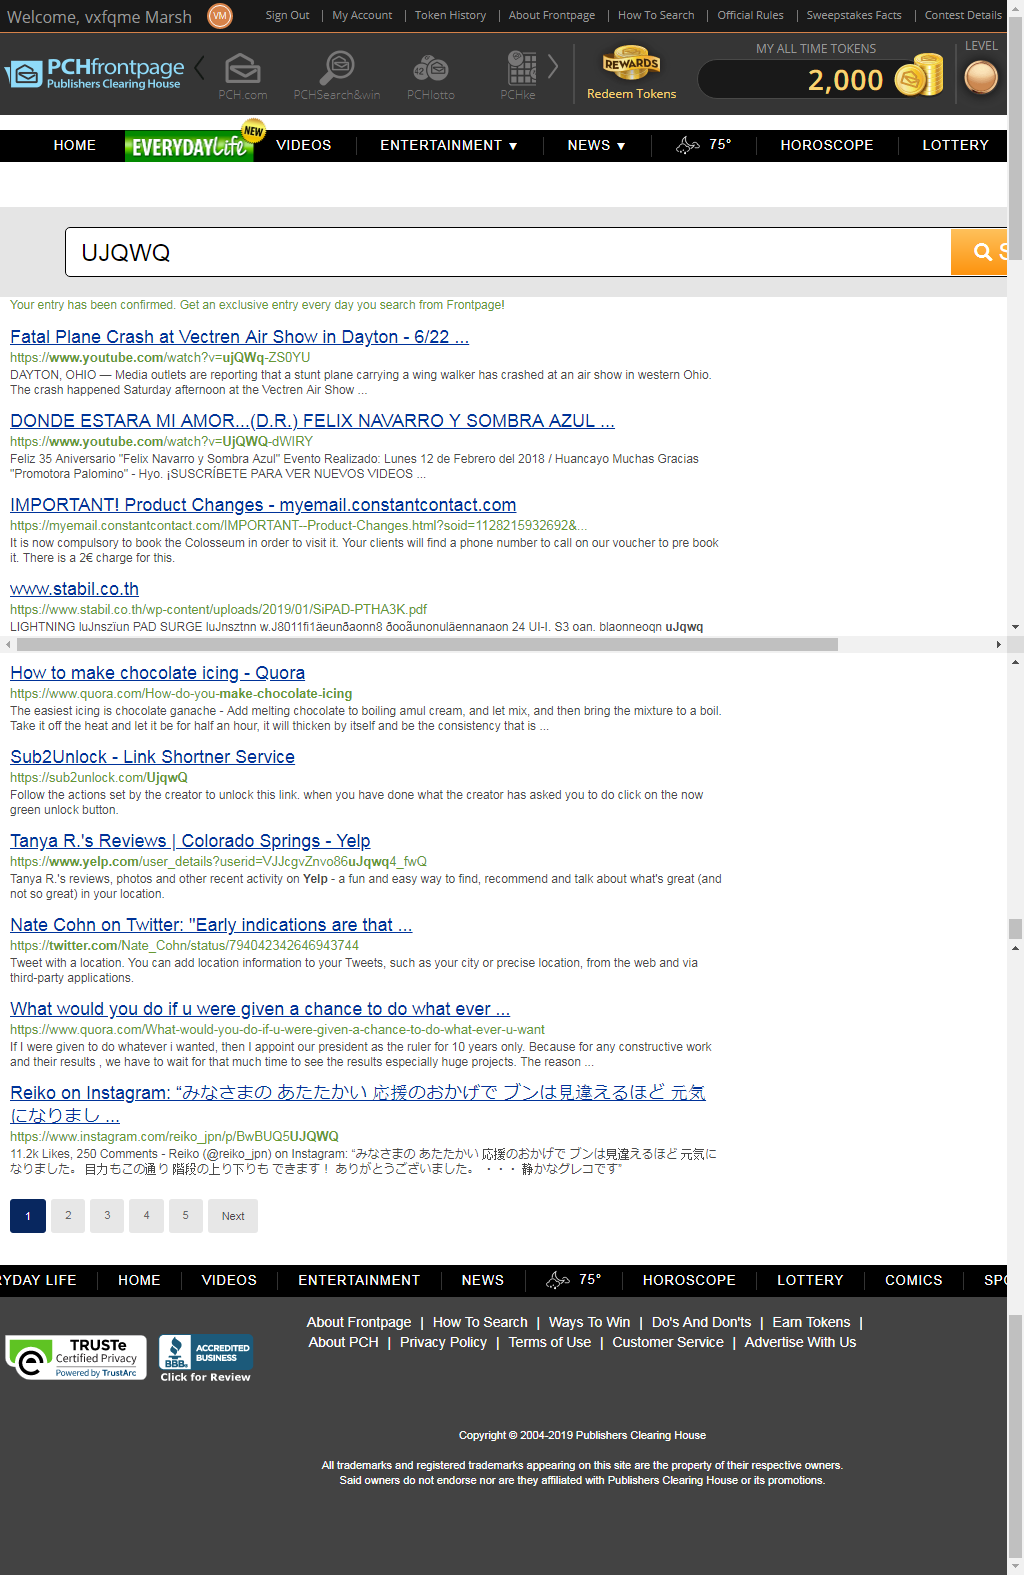 Welcome, vxfqme Marsh VM Sign Out | My Account | Token History | About Frontpage | How To Search | Official Rules | Sweepstakes Facts | Contest Details
PCHfrontpage
Publishers Clearing House
PCH.com PCHSearch&win PCHlotto PCHke
REWARDS
Redeem Tokens
MY ALL TIME TOKENS
2,000
LEVEL
HOME EVERYDAY Life NEW VIDEOS ENTERTAINMENT ▼ NEWS ▼ 75° HOROSCOPE LOTTERY
UJQWQ
S
Your entry has been confirmed. Get an exclusive entry every day you search from Frontpage!
Fatal Plane Crash at Vectren Air Show in Dayton - 6/22 ...
https://www.youtube.com/watch?v=ujQWq-ZS0YU
DAYTON, OHIO — Media outlets are reporting that a stunt plane carrying a wing walker has crashed at an air show in western Ohio.
The crash happened Saturday afternoon at the Vectren Air Show ...
DONDE ESTARA MI AMOR...(D.R.) FELIX NAVARRO Y SOMBRA AZUL ...
https://www.youtube.com/watch?v=UjQWQ-dWIRY
Feliz 35 Aniversario "Felix Navarro y Sombra Azul" Evento Realizado: Lunes 12 de Febrero del 2018 / Huancayo Muchas Gracias
"Promotora Palomino" - Hyo. ¡SUSCRÍBETE PARA VER NUEVOS VIDEOS ...
IMPORTANT! Product Changes - myemail.constantcontact.com
https://myemail.constantcontact.com/IMPORTANT--Product-Changes.html?soid=1128215932692&...
It is now compulsory to book the Colosseum in order to visit it. Your clients will find a phone number to call on our voucher to pre book
it. There is a 2€ charge for this.
www.stabil.co.th
https://www.stabil.co.th/wp-content/uploads/2019/01/SiPAD-PTHA3K.pdf
LIGHTNING luJnszïun PAD SURGE luJnsztnn w.J8011fi1äeunðaonn8 ðooãunonuläennanaon 24 UI-I. S3 oan. blaonneoqn uJqwq
How to make chocolate icing - Quora
https://www.quora.com/How-do-you-make-chocolate-icing
The easiest icing is chocolate ganache - Add melting chocolate to boiling amul cream, and let mix, and then bring the mixture to a boil.
Take it off the heat and let it be for half an hour, it will thicken by itself and be the consistency that is ...
Sub2Unlock - Link Shortner Service
https://sub2unlock.com/UjqwQ
Follow the actions set by the creator to unlock this link. when you have done what the creator has asked you to do click on the now
green unlock button.
Tanya R.'s Reviews | Colorado Springs - Yelp
https://www.yelp.com/user_details?userid=VJJcgvZnvo86uJqwq4_fwQ
Tanya R.'s reviews, photos and other recent activity on Yelp - a fun and easy way to find, recommend and talk about what's great (and
not so great) in your location.
Nate Cohn on Twitter: "Early indications are that ...
https://twitter.com/Nate_Cohn/status/794042342646943744
Tweet with a location. You can add location information to your Tweets, such as your city or precise location, from the web and via
third-party applications.
What would you do if u were given a chance to do what ever ...
https://www.quora.com/What-would-you-do-if-u-were-given-a-chance-to-do-what-ever-u-want
If I were given to do whatever i wanted, then I appoint our president as the ruler for 10 years only. Because for any constructive work
and their results , we have to wait for that much time to see the results especially huge projects. The reason ...
Reiko on Instagram: “みなさまの あたたかい 応援のおかげで ブンは見違えるほど 元気
になりまし ...
https://www.instagram.com/reiko_jpn/p/BwBUQ5UJQWQ
11.2k Likes, 250 Comments - Reiko (@reiko_jpn) on Instagram: “みなさまの あたたかい 応援のおかげで ブンは見違えるほど 元気に
なりました。 目力もこの通り 階段の上り下りも できます！ ありがとうございました。 ・・・ 静かなグレコです”
1 2 3 4 5 Next
RYDAY LIFE HOME VIDEOS ENTERTAINMENT NEWS 75° HOROSCOPE LOTTERY COMICS SPO
About Frontpage | How To Search | Ways To Win | Do's And Don'ts | Earn Tokens |
About PCH | Privacy Policy | Terms of Use | Customer Service | Advertise With Us
TRUSTe
Certified Privacy
Powered by TrustArc
BBB. ACCREDITED BUSINESS
Click for Review
Copyright © 2004-2019 Publishers Clearing House
All trademarks and registered trademarks appearing on this site are the property of their respective owners.
Said owners do not endorse nor are they affiliated with Publishers Clearing House or its promotions.